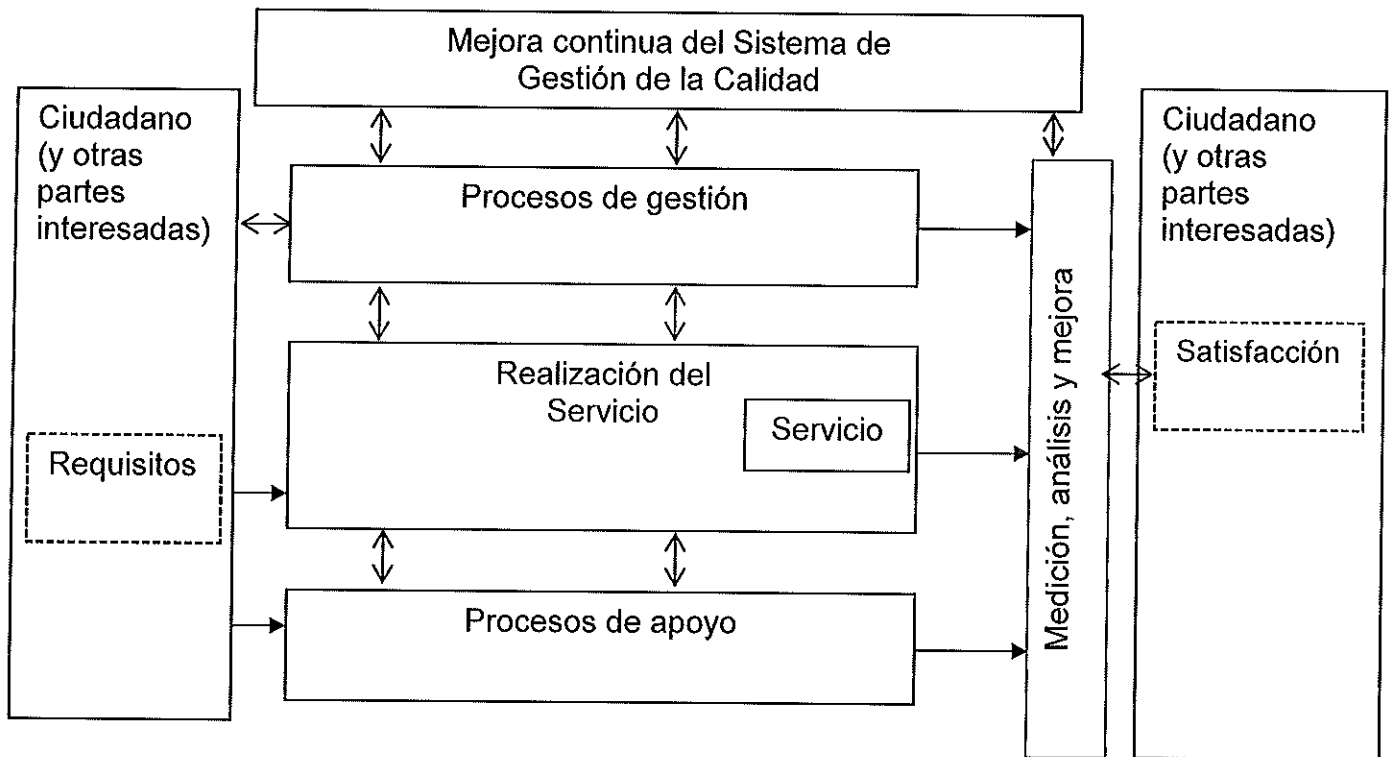 Mejora continua del Sistema de
Gestión de la Calidad
Ciudadano
(y otras
partes
interesadas)
Requisitos
Procesos de gestión
Realización del
Servicio
Servicio
Procesos de apoyo
Medición, análisis y mejora
Ciudadano
(y otras
partes
interesadas)
Satisfacción